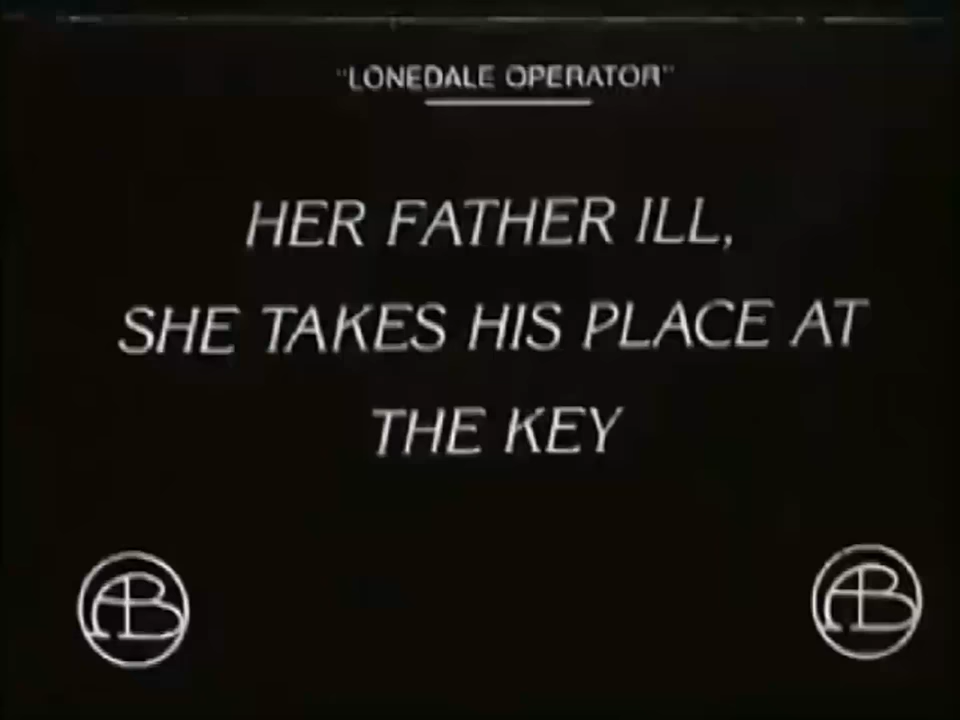 "LONEDALE OPERATOR"
HER FATHER ILL,
SHE TAKES HIS PLACE AT
THE KEY
AB AB